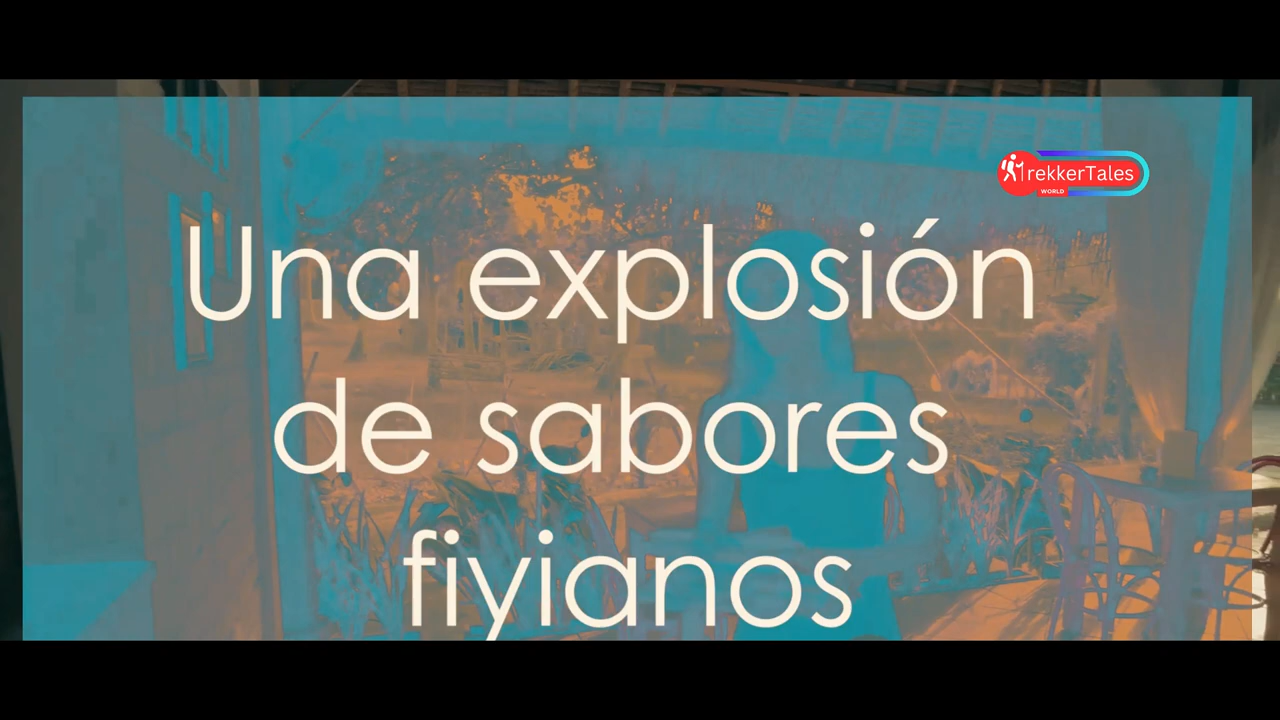 TrekkerTales
WORLD
Una explosión
de sabores
fiyianos